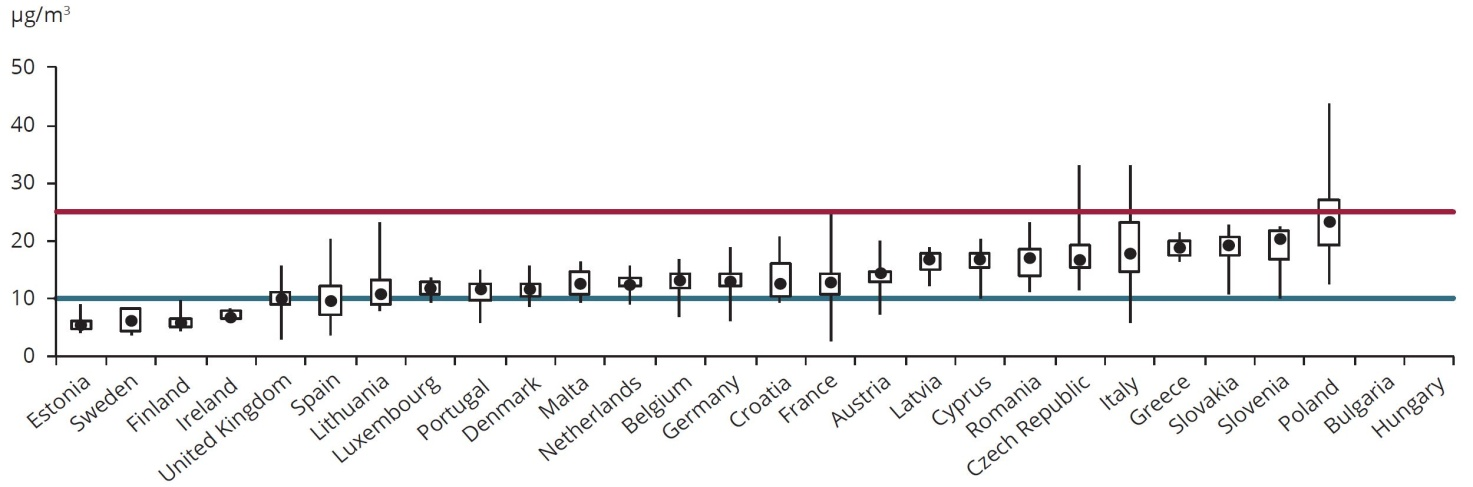 µg/m³
50
40
30
20
10
0
Estonia
Sweden
Finland
Ireland
United Kingdom
Spain
Lithuania
Luxembourg
Portugal
Denmark
Malta
Netherlands
Belgium
Germany
Croatia
France
Austria
Latvia
Cyprus
Romania
Czech Republic
Italy
Greece
Slovakia
Slovenia
Poland
Bulgaria
Hungary